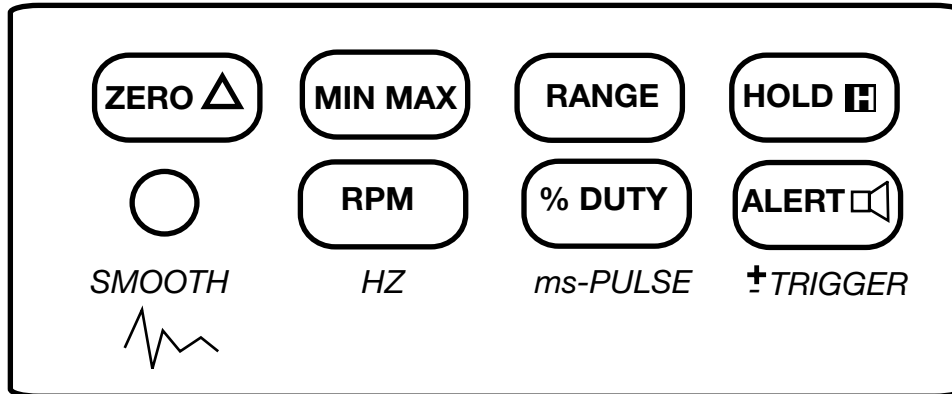 ZERO △ MIN MAX RANGE HOLD H
RPM % DUTY ALERT
SMOOTH HZ ms-PULSE ±TRIGGER